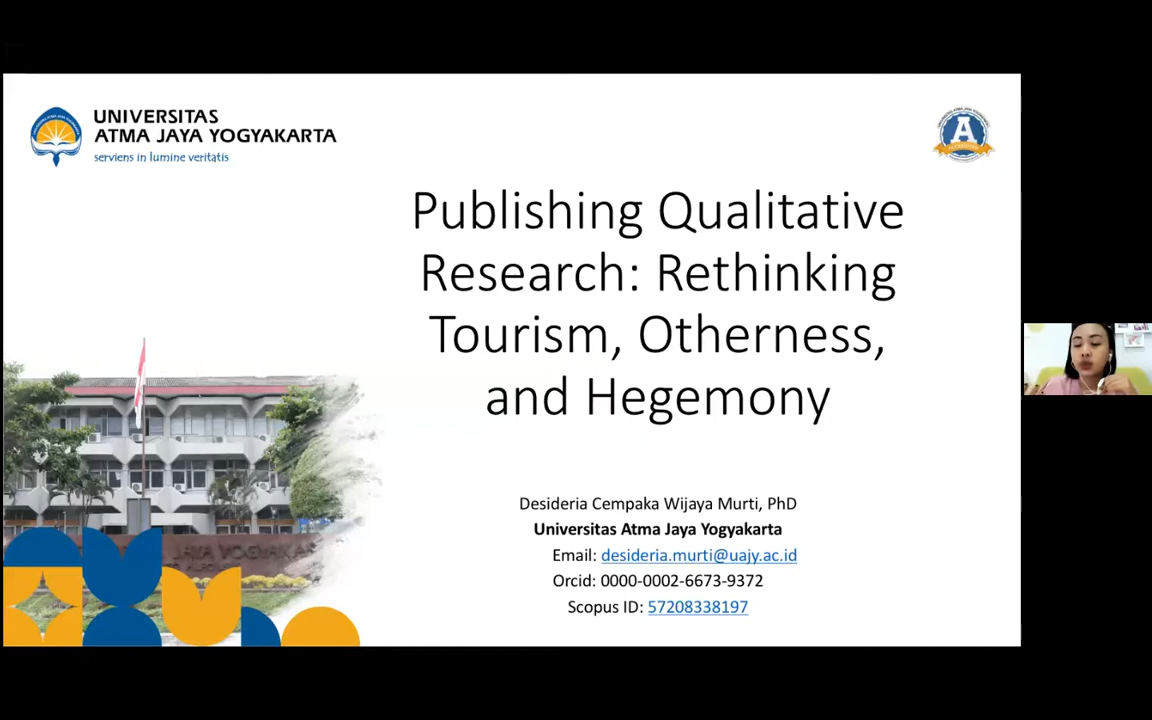 UNIVERSITAS
ATMA JAYA YOGYAKARTA
serviens in lumine veritatis
Publishing Qualitative
Research: Rethinking
Tourism, Otherness,
and Hegemony
Desideria Cempaka Wijaya Murti, PhD
Universitas Atma Jaya Yogyakarta
Email: desideria.murti@uajy.ac.id
Orcid: 0000-0002-6673-9372
Scopus ID: 57208338197
A
JAYA YOGYAKARTA